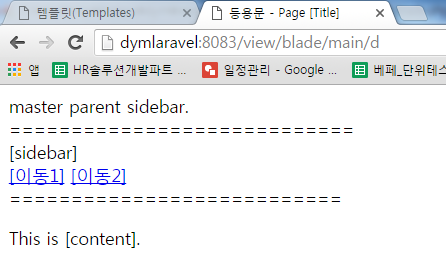 템플릿(Templates)
동용문 - Page [Title]
dymlaravel:8083/view/blade/main/d
앱
HR솔루션개발파트 ...
일정관리 - Google ...
베페_단위테스
master parent sidebar.
============================
[sidebar]
[이동1] [이동2]
===========================
This is [content].